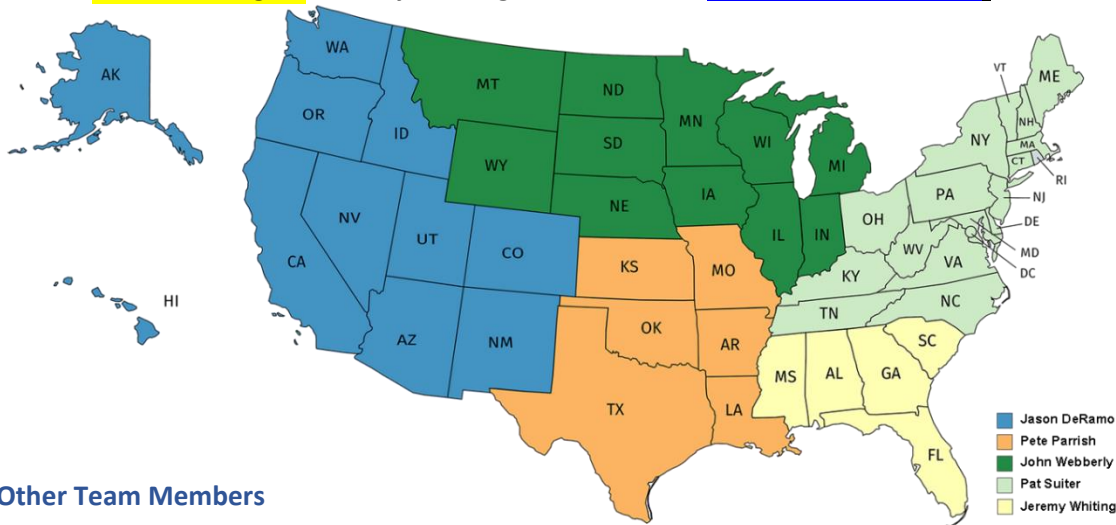 AK
WA
OR
ID
MT
ND
MN
SD
WY
WI
MI
IA
NE
IL
IN
NV
UT
CO
CA
AZ
NM
HI
KS
MO
OK
AR
TX
LA
VT
ME
NH
NY
MA
CT
RI
PA
NJ
OH
DE
MD
WV
VA
DC
KY
NC
TN
SC
MS
AL
GA
FL
Jason DeRamo
Pete Parrish
John Webberly
Pat Suiter
Jeremy Whiting
Other Team Members